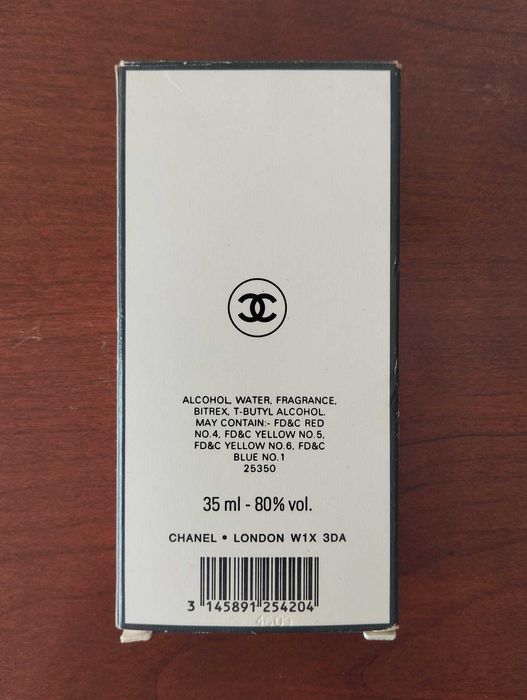 ALCOHOL, WATER, FRAGRANCE,
BITREX, T-BUTYL ALCOHOL.
MAY CONTAIN:- FD&C RED
NO.4, FD&C YELLOW NO.5,
FD&C YELLOW NO.6, FD&C
BLUE NO.1
25350
35 ml - 80% vol.
CHANEL • LONDON W1X 3DA
3 145891 254204